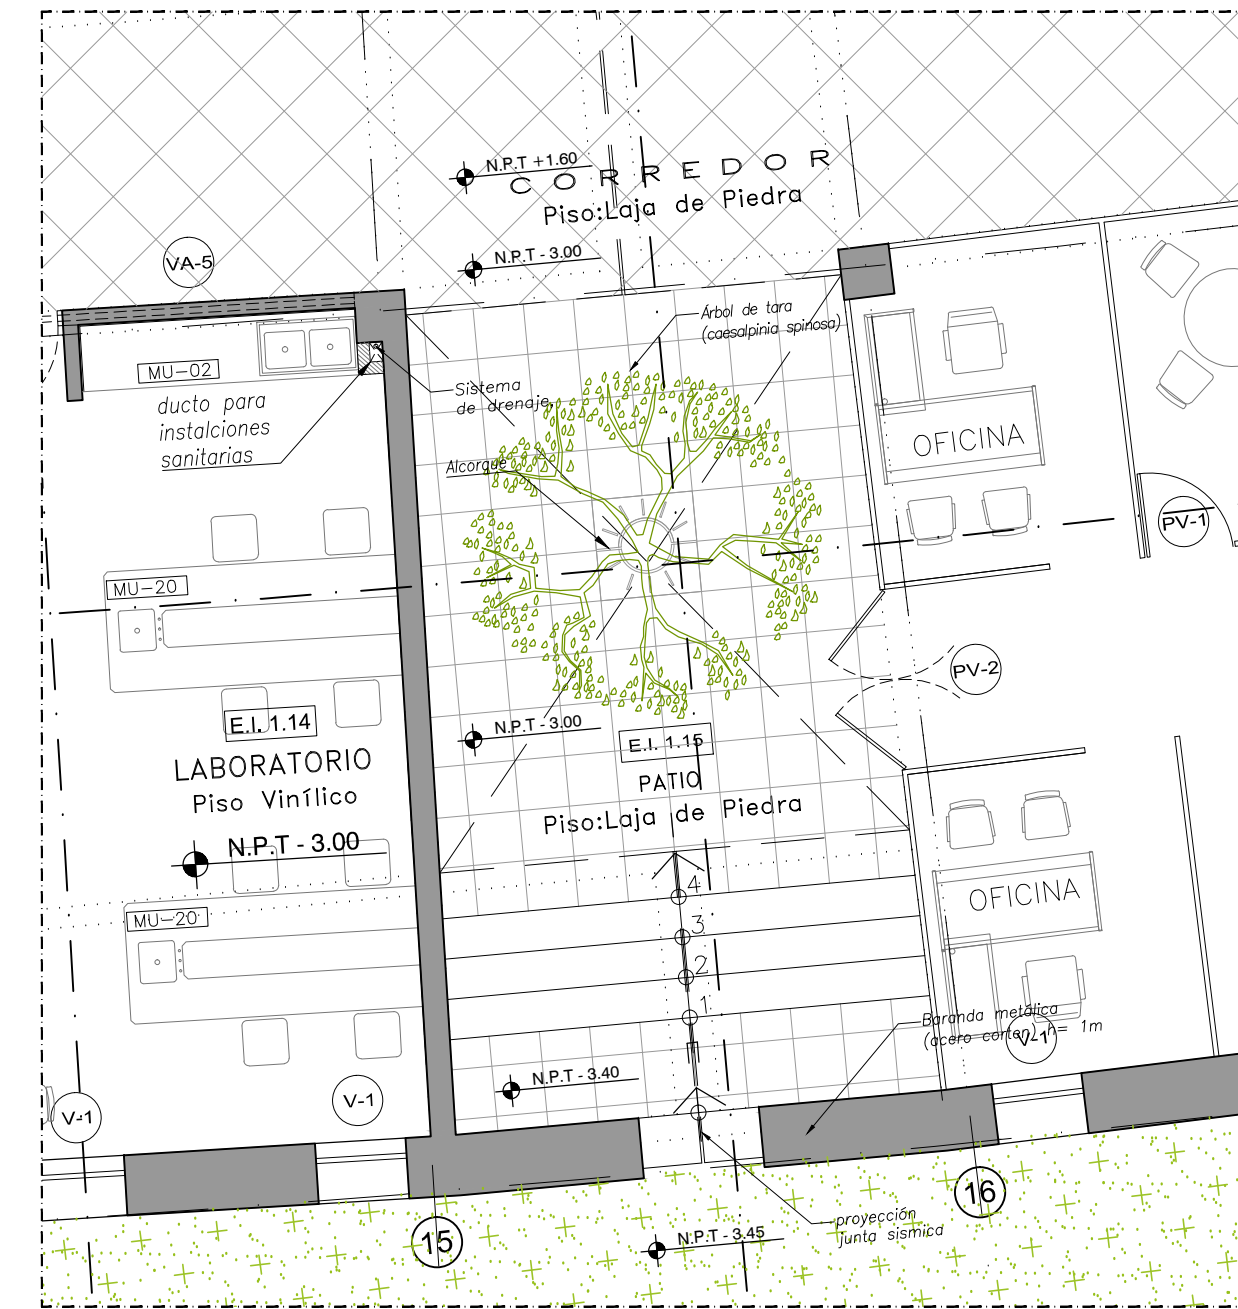 N.P.T +1.60
CORREDOR
Piso:Laja de Piedra
N.P.T - 3.00
VA-5
Árbol de tara
(caesalpinia spinosa)
MU-02
Sistema
de drenaje
ducto para
instalciones
sanitarias
Alcorque
OFICINA
PV-1
MU-20
PV-2
E.I. 1.14
LABORATORIO
Piso Vinílico
N.P.T - 3.00
N.P.T - 3.00
E.I. 1.15
PATIO
Piso:Laja de Piedra
4
3
2
1
OFICINA
MU-20
Baranda metálica
(acero corten) h= 1m
V-1
N.P.T - 3.40
V-1
V-1
15
16
proyección
junta sismica
N.P.T - 3.45